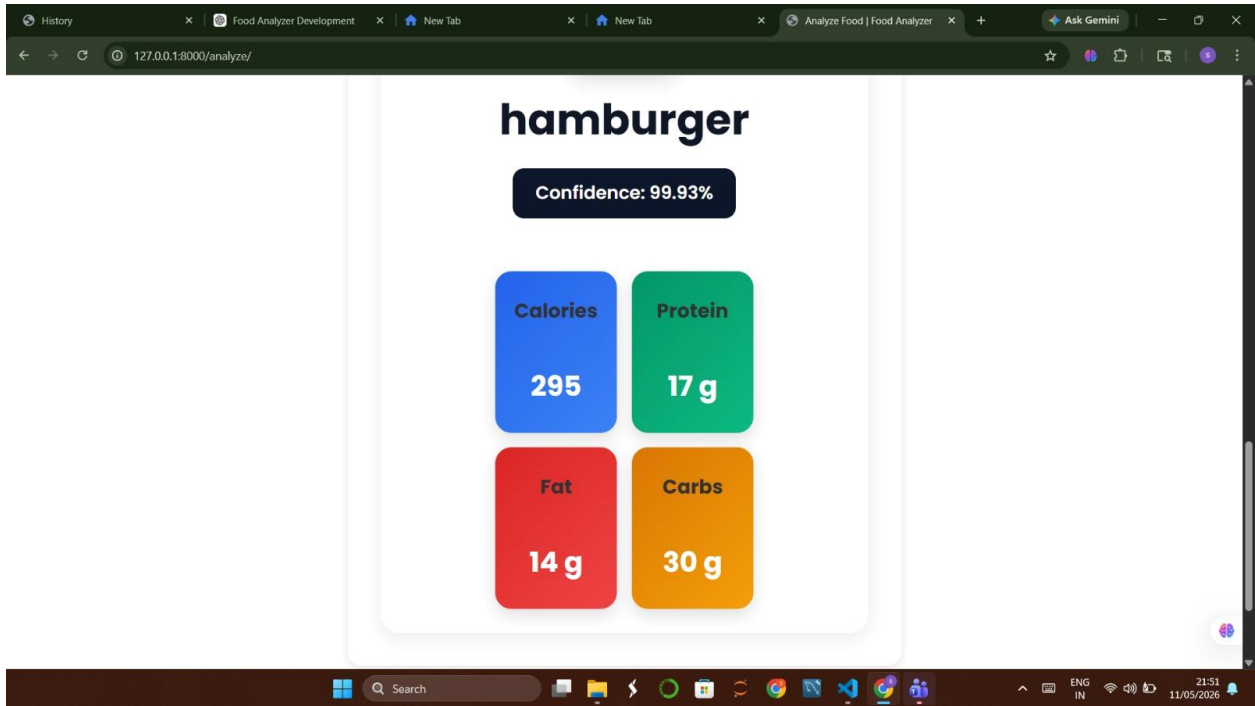 History
Food Analyzer Development
New Tab
New Tab
Analyze Food | Food Analyzer
Ask Gemini
127.0.0.1:8000/analyze/
S
hamburger
Confidence: 99.93%
Calories
Protein
295
17 g
Fat
Carbs
14 g
30 g
Search
ENG
IN
21:51
11/05/2026